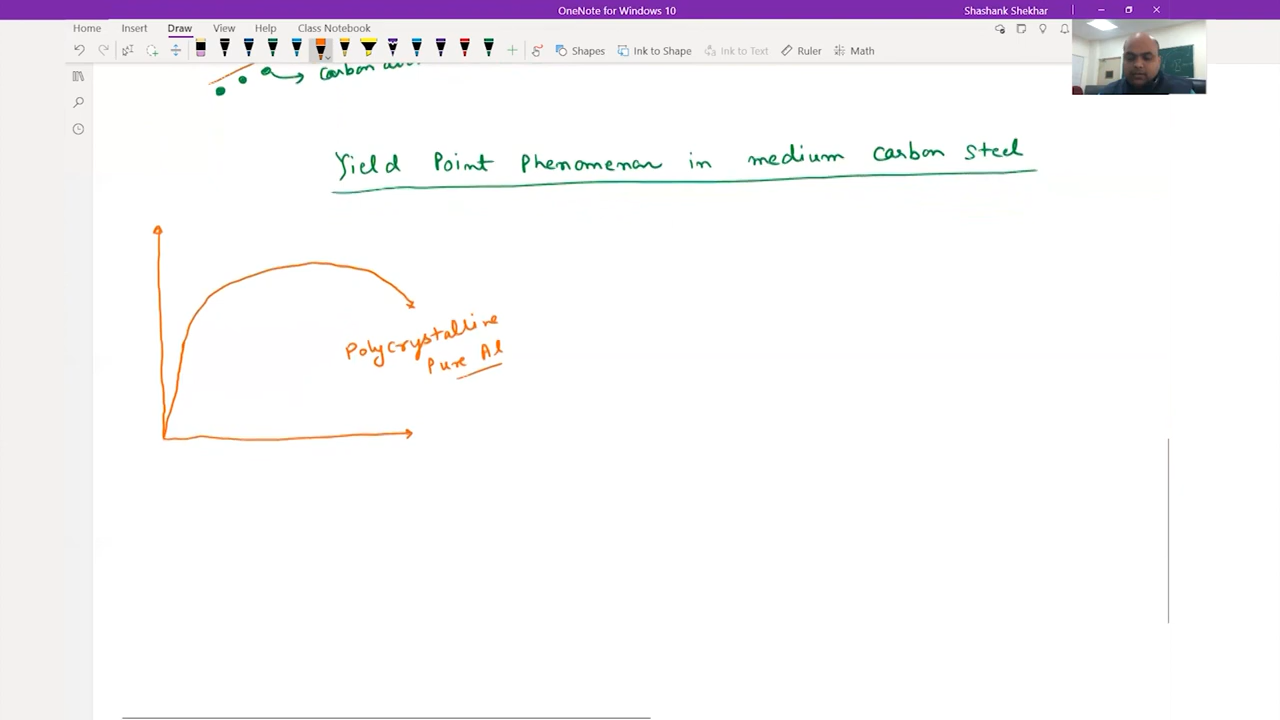 OneNote for Windows 10
Shashank Shekhar
Home Insert Draw View Help Class Notebook
Shapes Ink to Shape Ink to Text Ruler Math
carbon
Yield Point Phenomenan in medium carbon steel
Polycrystalline
Pure Al